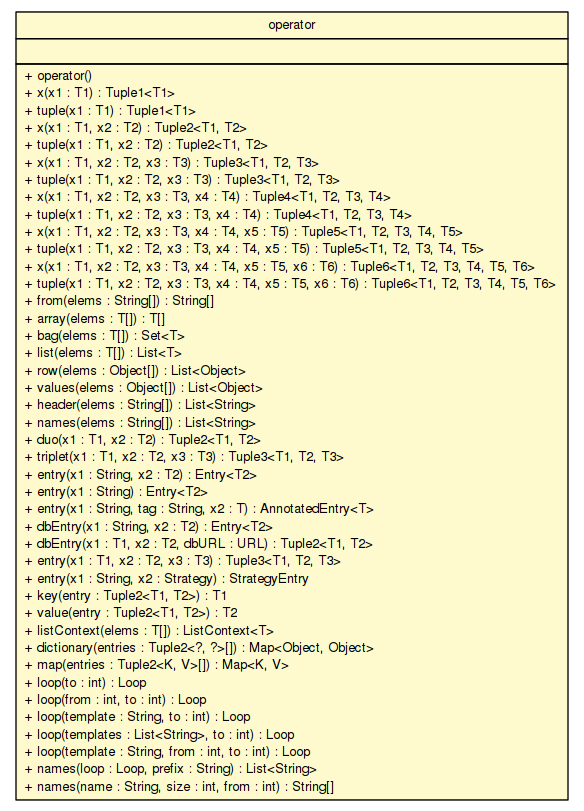 operator
+ operator()
+ x(x1 : T1) : Tuple1<T1>
+ tuple(x1 : T1) : Tuple1<T1>
+ x(x1 : T1, x2 : T2) : Tuple2<T1, T2>
+ tuple(x1 : T1, x2 : T2) : Tuple2<T1, T2>
+ x(x1 : T1, x2 : T2, x3 : T3) : Tuple3<T1, T2, T3>
+ tuple(x1 : T1, x2 : T2, x3 : T3) : Tuple3<T1, T2, T3>
+ x(x1 : T1, x2 : T2, x3 : T3, x4 : T4) : Tuple4<T1, T2, T3, T4>
+ tuple(x1 : T1, x2 : T2, x3 : T3, x4 : T4) : Tuple4<T1, T2, T3, T4>
+ x(x1 : T1, x2 : T2, x3 : T3, x4 : T4, x5 : T5) : Tuple5<T1, T2, T3, T4, T5>
+ tuple(x1 : T1, x2 : T2, x3 : T3, x4 : T4, x5 : T5) : Tuple5<T1, T2, T3, T4, T5>
+ x(x1 : T1, x2 : T2, x3 : T3, x4 : T4, x5 : T5, x6 : T6) : Tuple6<T1, T2, T3, T4, T5, T6>
+ tuple(x1 : T1, x2 : T2, x3 : T3, x4 : T4, x5 : T5, x6 : T6) : Tuple6<T1, T2, T3, T4, T5, T6>
+ from(elems : String[]) : String[]
+ array(elems : T[]) : T[]
+ bag(elems : T[]) : Set<T>
+ list(elems : T[]) : List<T>
+ row(elems : Object[]) : List<Object>
+ values(elems : Object[]) : List<Object>
+ header(elems : String[]) : List<String>
+ names(elems : String[]) : List<String>
+ duo(x1 : T1, x2 : T2) : Tuple2<T1, T2>
+ triplet(x1 : T1, x2 : T2, x3 : T3) : Tuple3<T1, T2, T3>
+ entry(x1 : String, x2 : T2) : Entry<T2>
+ entry(x1 : String) : Entry<T2>
+ entry(x1 : String, tag : String, x2 : T) : AnnotatedEntry<T>
+ dbEntry(x1 : String, x2 : T2) : Entry<T2>
+ dbEntry(x1 : T1, x2 : T2, dbURL : URL) : Tuple2<T1, T2>
+ entry(x1 : T1, x2 : T2, x3 : T3) : Tuple3<T1, T2, T3>
+ entry(x1 : String, x2 : Strategy) : StrategyEntry
+ key(entry : Tuple2<T1, T2>) : T1
+ value(entry : Tuple2<T1, T2>) : T2
+ listContext(elems : T[]) : ListContext<T>
+ dictionary(entries : Tuple2<?, ?>[]) : Map<Object, Object>
+ map(entries : Tuple2<K, V>[]) : Map<K, V>
+ loop(to : int) : Loop
+ loop(from : int, to : int) : Loop
+ loop(template : String, to : int) : Loop
+ loop(templates : List<String>, to : int) : Loop
+ loop(template : String, from : int, to : int) : Loop
+ names(loop : Loop, prefix : String) : List<String>
+ names(name : String, size : int, from : int) : String[]